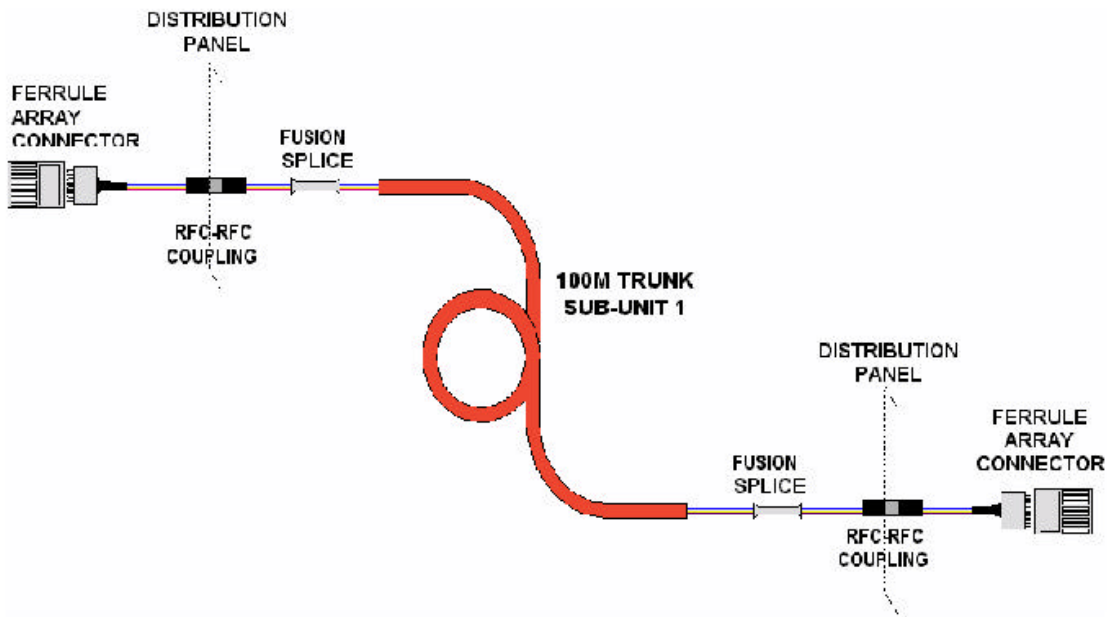 DISTRIBUTION
PANEL
FERRULE
ARRAY
CONNECTOR
FUSION
SPLICE
RFC-RFC
COUPLING
100M TRUNK
SUB-UNIT 1
DISTRIBUTION
PANEL
FERRULE
ARRAY
CONNECTOR
FUSION
SPLICE
RFC-RFC
COUPLING